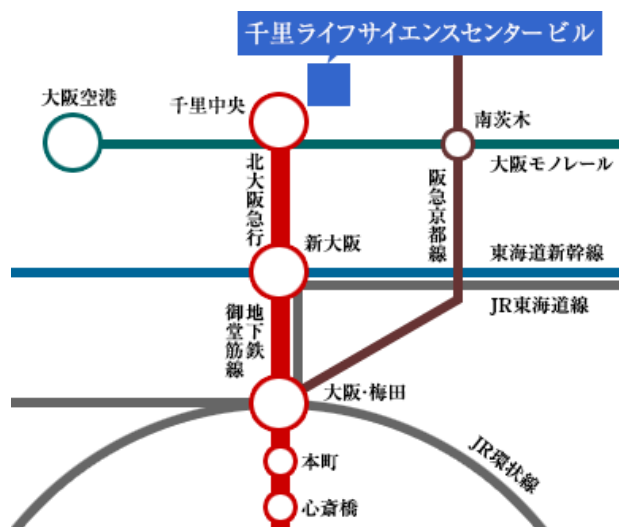 千里ライフサイエンスセンタービル
大阪空港
千里中央
南茨木
大阪モノレール
北大阪急行
阪急京都線
新大阪
東海道新幹線
JR東海道線
地下鉄
御堂筋線
大阪・梅田
本町
JR環状線
心斎橋